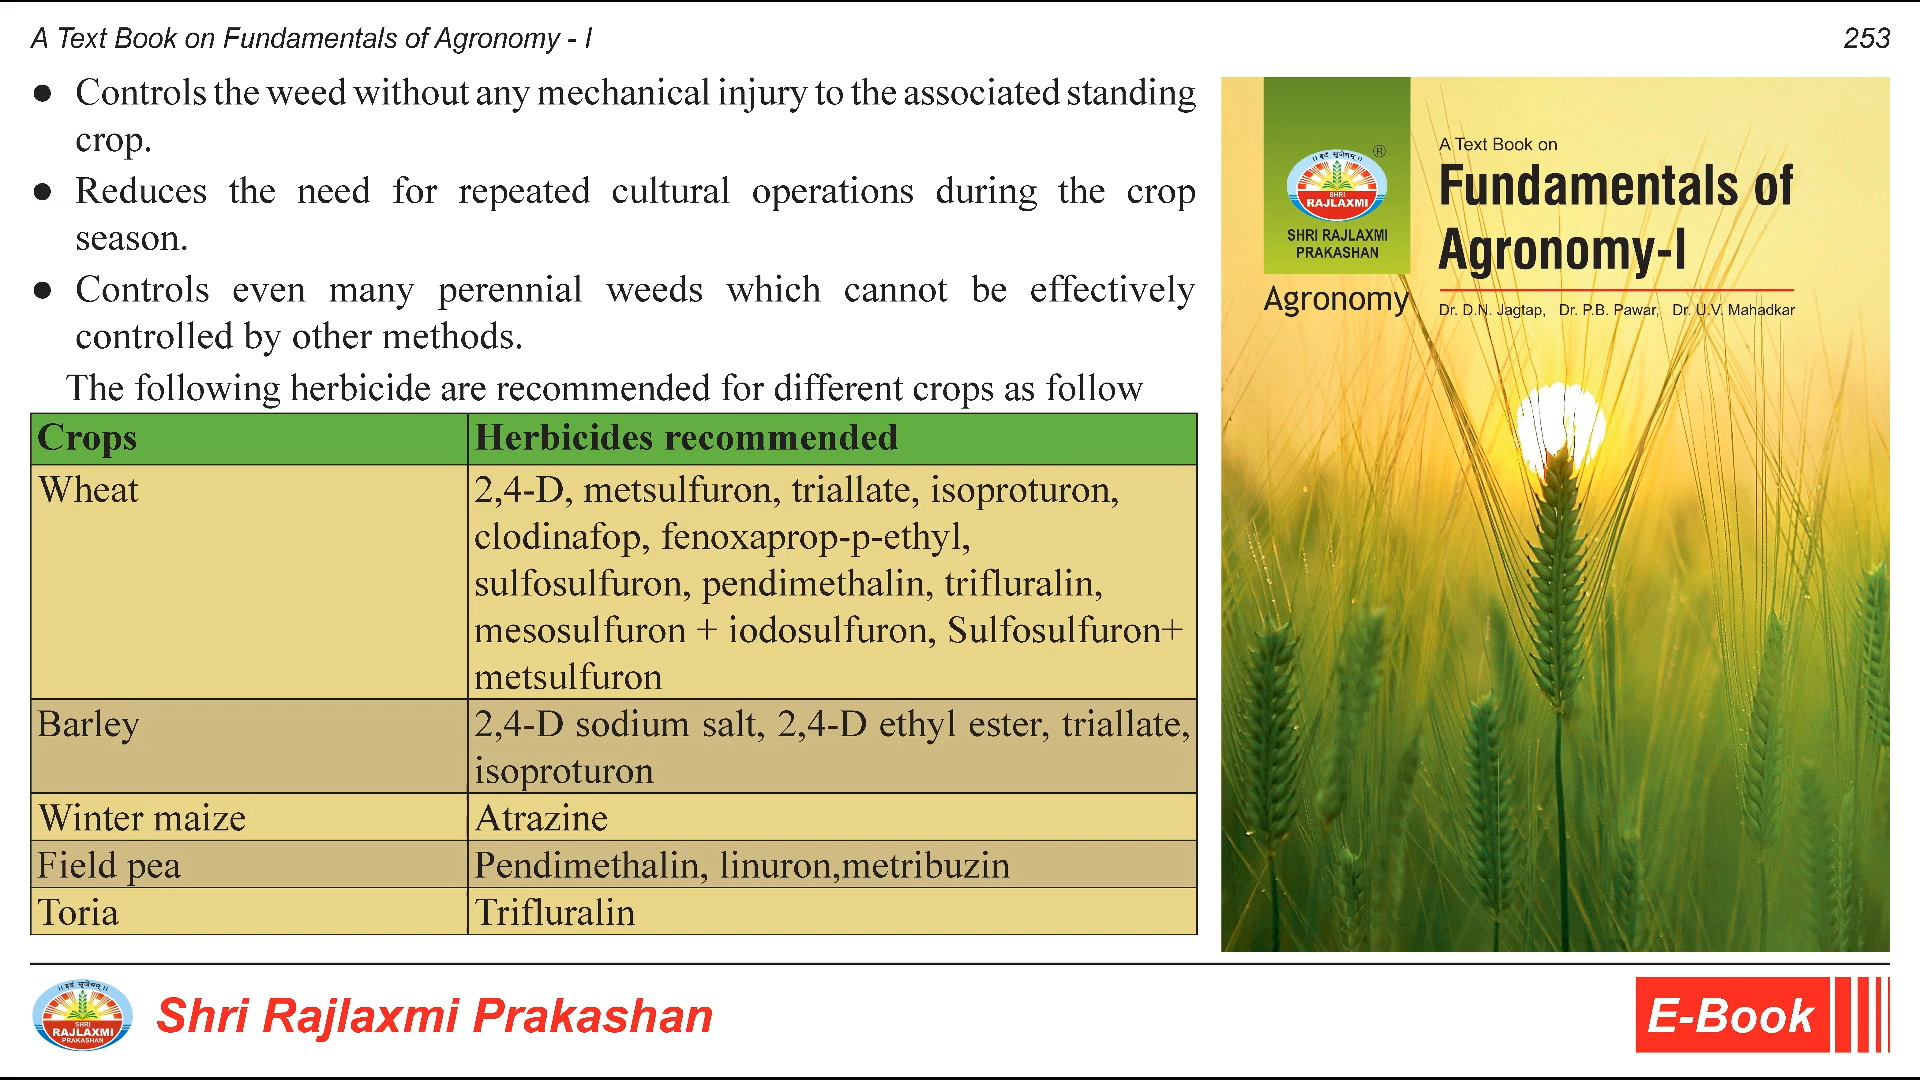 A Text Book on Fundamentals of Agronomy - I
253
● Controls the weed without any mechanical injury to the associated standing
crop.
● Reduces the need for repeated cultural operations during the crop
season.
● Controls even many perennial weeds which cannot be effectively
controlled by other methods.
The following herbicide are recommended for different crops as follow
Crops Herbicides recommended
Wheat 2,4-D, metsulfuron, triallate, isoproturon,
clodinafop, fenoxaprop-p-ethyl,
sulfosulfuron, pendimethalin, trifluralin,
mesosulfuron + iodosulfuron, Sulfosulfuron+
metsulfuron
Barley 2,4-D sodium salt, 2,4-D ethyl ester, triallate,
isoproturon
Winter maize Atrazine
Field pea Pendimethalin, linuron,metribuzin
Toria Trifluralin
®
SHRI
RAJLAXMI
SHRI RAJLAXMI
PRAKASHAN
Agronomy
A Text Book on
Fundamentals of
Agronomy-I
Dr. D.N. Jagtap, Dr. P.B. Pawar, Dr. U.V. Mahadkar
SHRI
RAJLAXMI
PRAKASHAN
Shri Rajlaxmi Prakashan
E-Book